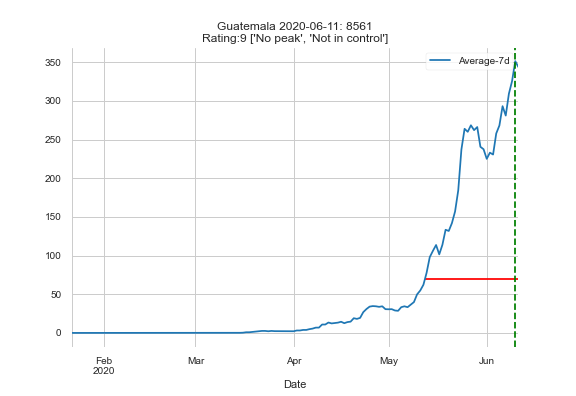 Guatemala 2020-06-11: 8561
Rating:9 ['No peak', 'Not in control']
Average-7d
350
300
250
200
150
100
50
0
Feb
2020
Mar
Apr
May
Jun
Date